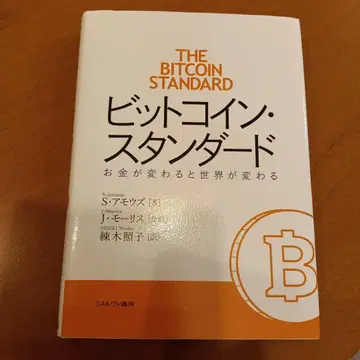 THE
BITCOIN
STANDARD
ビットコイン・
スタンダード
お金が変わると世界が変わる
S・アモウズ
J・モーリス
練木照子 [訳]
B
ミネルヴァ書房